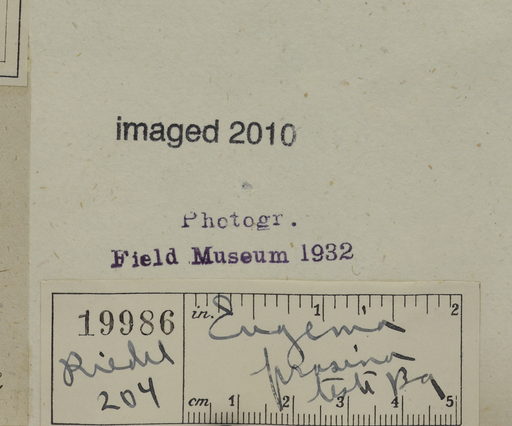 imaged 2010
Photogr.
Field Museum 1932
19986
Riedel
204
in. 1 2
Eugenia
prasina
cm 1 2 3 4 5